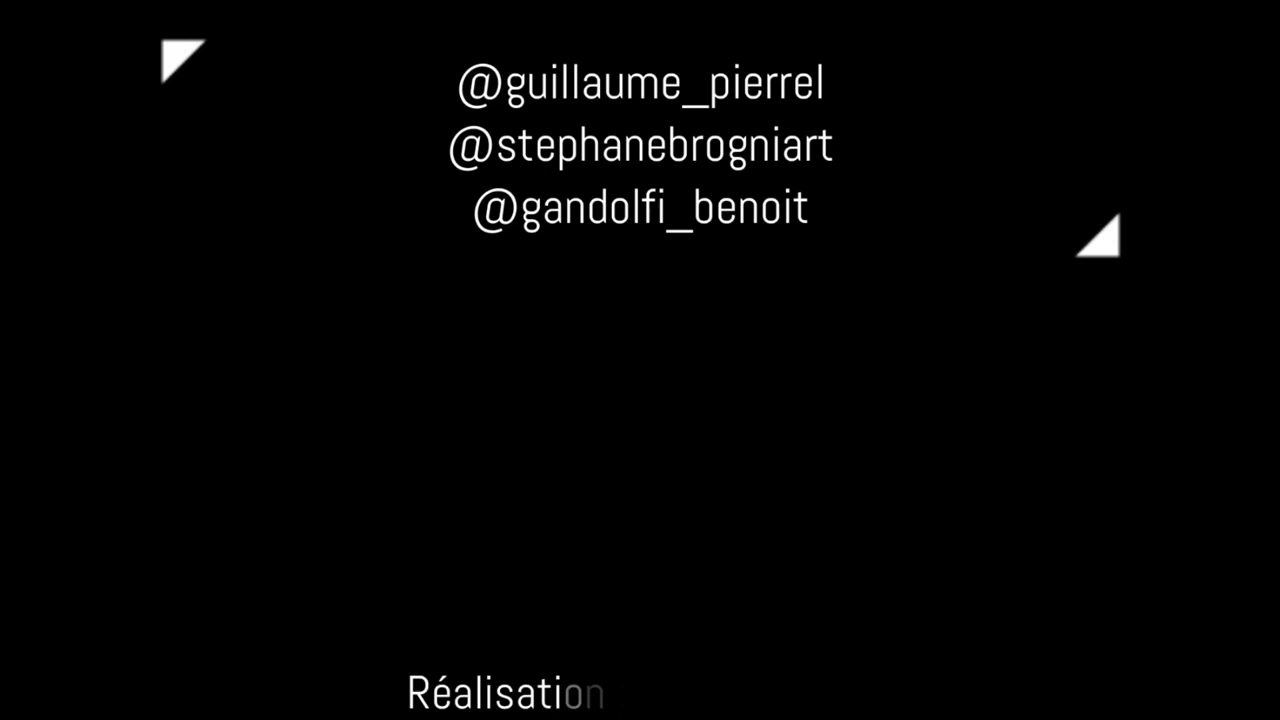 @guillaume_pierrel
@stephanebrogniart
@gandolfi_benoit
Réalisation :